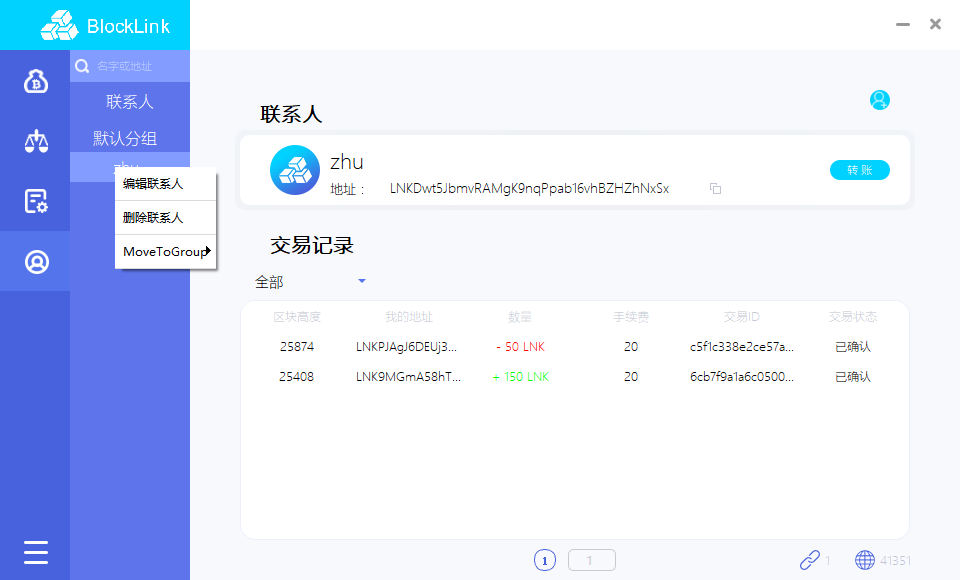 BlockLink
名字或地址
联系人
默认分组
zhu
编辑联系人
删除联系人
MoveToGroup
联系人
zhu
地址： LNKDwt5JbmvRAMgK9nqPpab16vhBZHZhNxSx
转 账
交易记录
全部
区块高度 我的地址 数量 手续费 交易ID 交易状态
25874 LNKPJAgJ6DEUj3... - 50 LNK 20 c5f1c338e2ce57a... 已确认
25408 LNK9MGmA58hT... + 150 LNK 20 6cb7f9a1a6c0500... 已确认
1 1
1 41351